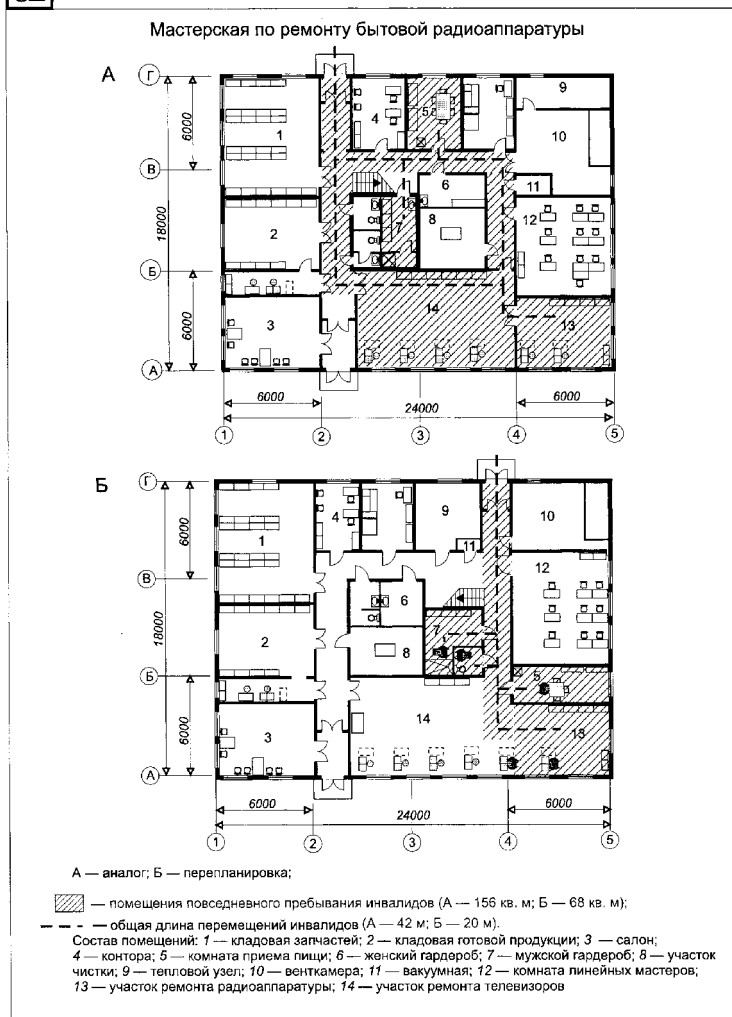 Мастерская по ремонту бытовой радиоаппаратуры
А
Г
9
4
5
1
10
6000
В
6
11
12
18000
2
7
8
Б
14
13
3
6000
А
6000
6000
24000
1
2
3
4
5
Б
Г
4
9
10
1
6000
11
В
12
6
18000
2
7
8
Б
5
14
3
13
6000
А
6000
6000
24000
1
2
3
4
5
А — аналог; Б — перепланировка;
— помещения повседневного пребывания инвалидов (А — 156 кв. м; Б — 68 кв. м);
— общая длина перемещений инвалидов (А — 42 м; Б — 20 м).
Состав помещений: 1 — кладовая запчастей; 2 — кладовая готовой продукции; 3 — салон;
4 — контора; 5 — комната приема пищи; 6 — женский гардероб; 7 — мужской гардероб; 8 — участок
чистки; 9 — тепловой узел; 10 — венткамера; 11 — вакуумная; 12 — комната линейных мастеров;
13 — участок ремонта радиоаппаратуры; 14 — участок ремонта телевизоров